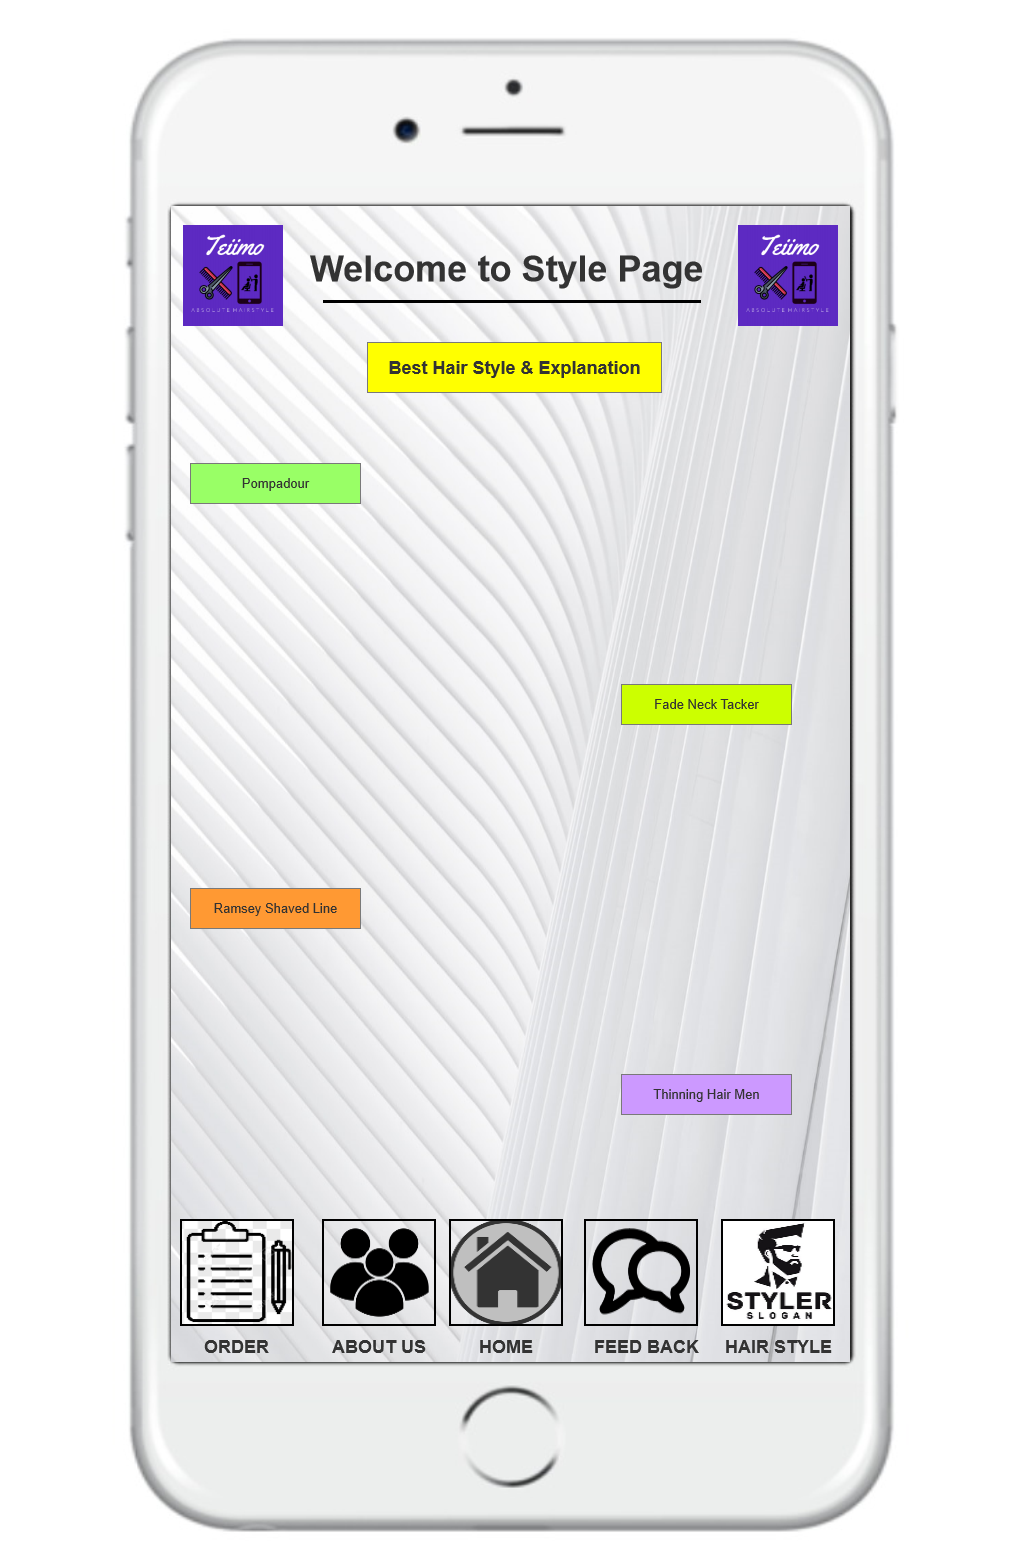 Teiimo
ABSOLUTE HAIRSTYLE
Welcome to Style Page
Teiimo
ABSOLUTE HAIRSTYLE
Best Hair Style & Explanation
Pompadour
Fade Neck Tacker
Ramsey Shaved Line
Thinning Hair Men
STYLER
SLOGAN
ORDER
ABOUT US
HOME
FEED BACK
HAIR STYLE